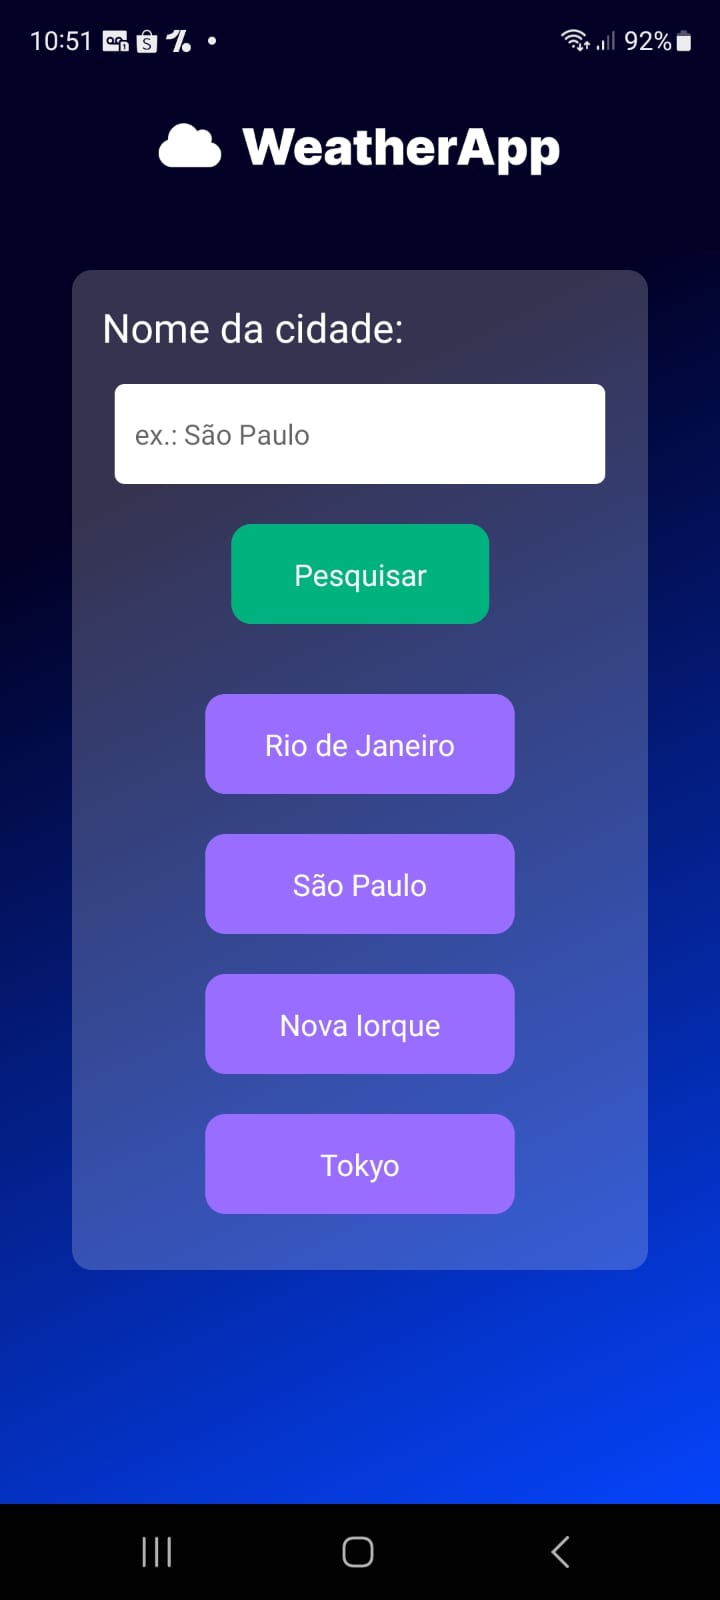 10:51 92%
WeatherApp
Nome da cidade:
ex.: São Paulo
Pesquisar
Rio de Janeiro
São Paulo
Nova Iorque
Tokyo